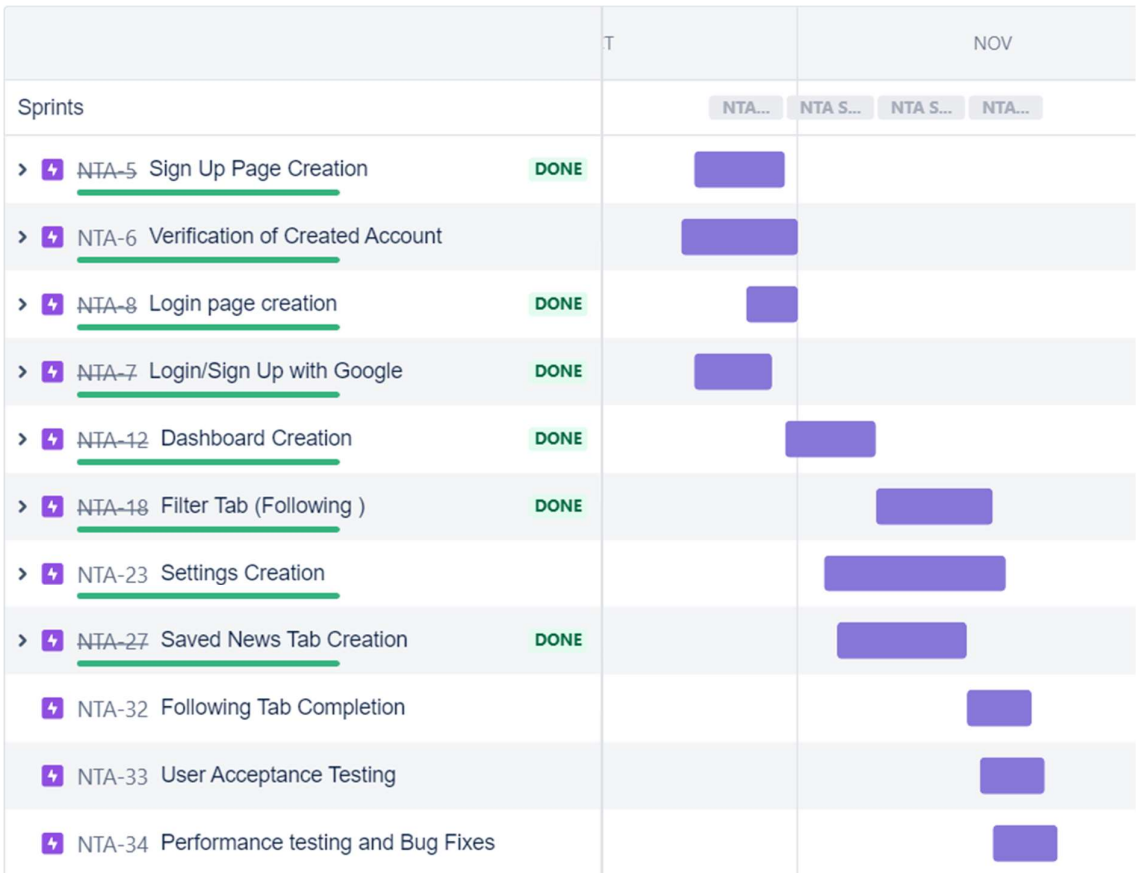 T NOV
Sprints NTA... NTA S... NTA S... NTA...
NTA-5 Sign Up Page Creation DONE
NTA-6 Verification of Created Account
NTA-8 Login page creation DONE
NTA-7 Login/Sign Up with Google DONE
NTA-12 Dashboard Creation DONE
NTA-18 Filter Tab (Following ) DONE
NTA-23 Settings Creation
NTA-27 Saved News Tab Creation DONE
NTA-32 Following Tab Completion
NTA-33 User Acceptance Testing
NTA-34 Performance testing and Bug Fixes